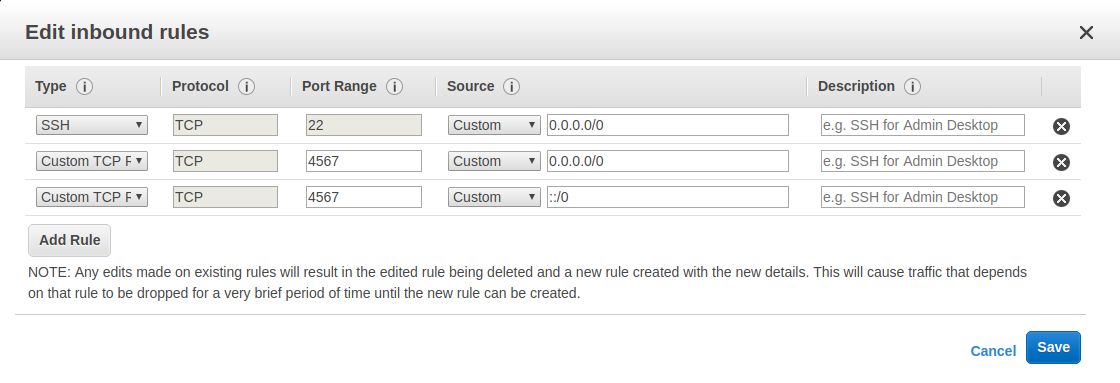 Edit inbound rules
Type Protocol Port Range Source Description
SSH TCP 22 Custom 0.0.0.0/0 e.g. SSH for Admin Desktop
Custom TCP F TCP 4567 Custom 0.0.0.0/0 e.g. SSH for Admin Desktop
Custom TCP F TCP 4567 Custom ::/0 e.g. SSH for Admin Desktop
Add Rule
NOTE: Any edits made on existing rules will result in the edited rule being deleted and a new rule created with the new details. This will cause traffic that depends
on that rule to be dropped for a very brief period of time until the new rule can be created.
Cancel Save